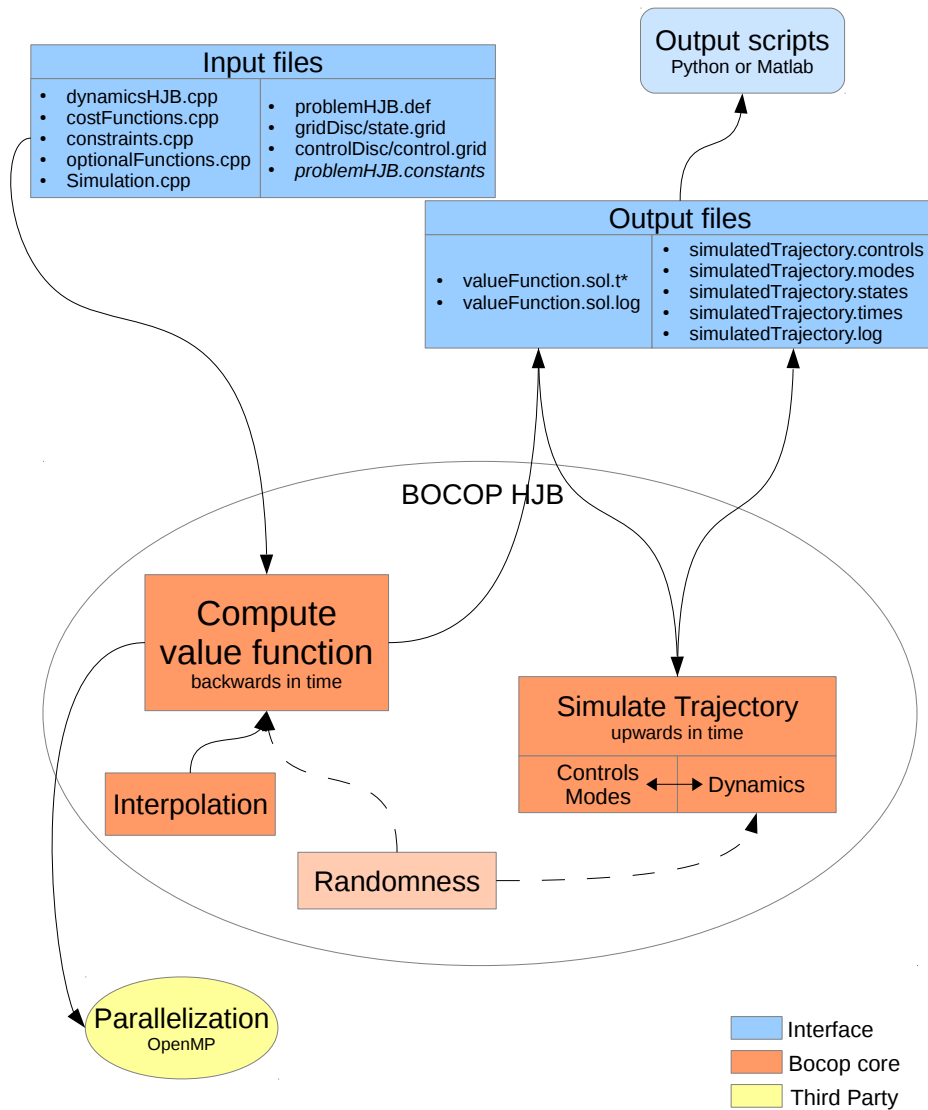 Output scripts
Python or Matlab
Input files
• dynamicsHJB.cpp
• costFunctions.cpp
• constraints.cpp
• optionalFunctions.cpp
• Simulation.cpp
• problemHJB.def
• gridDisc/state.grid
• controlDisc/control.grid
• problemHJB.constants
Output files
• valueFunction.sol.t*
• valueFunction.sol.log
• simulatedTrajectory.controls
• simulatedTrajectory.modes
• simulatedTrajectory.states
• simulatedTrajectory.times
• simulatedTrajectory.log
BOCOP HJB
Compute
value function
backwards in time
Simulate Trajectory
upwards in time
Controls
Modes
Dynamics
Interpolation
Randomness
Parallelization
OpenMP
Interface
Bocop core
Third Party